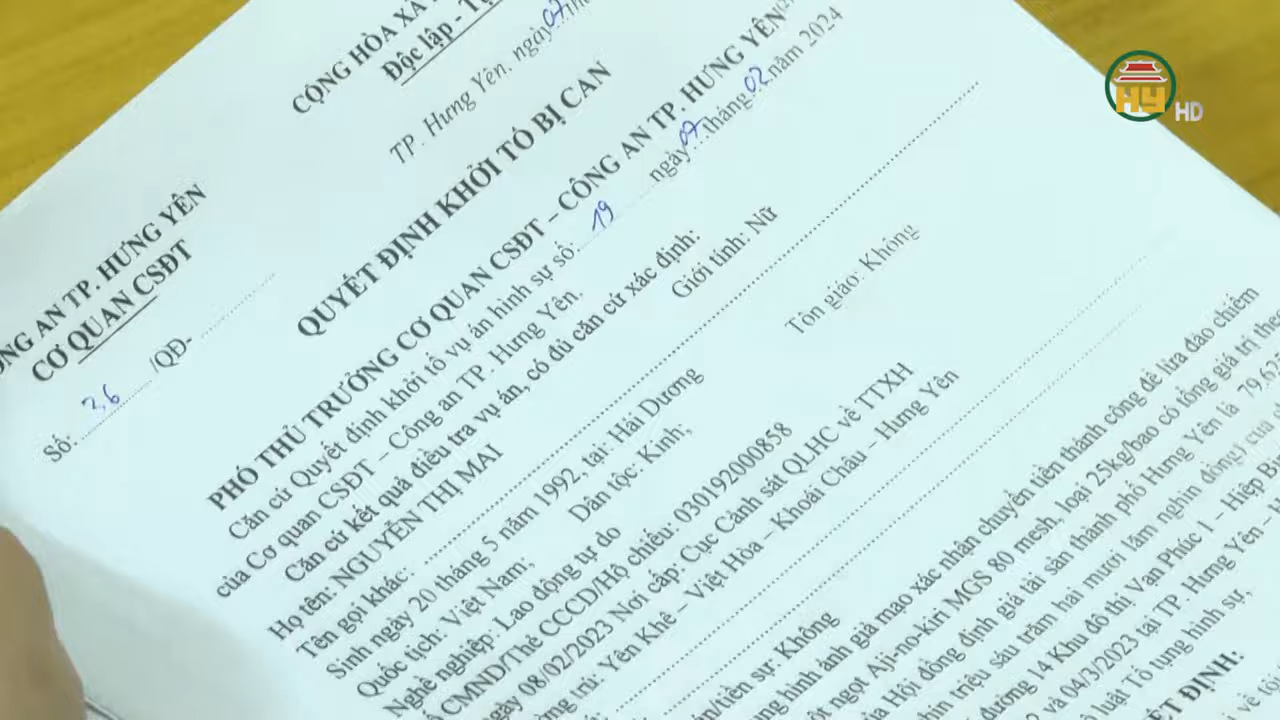 HY HD
CỘNG HÒA XÃ
Độc lập - Tự
TP. Hưng Yên, ngày 07
CÔNG AN TP. HƯNG YÊN
CƠ QUAN CSĐT
Số: 36 /QĐ-
QUYẾT ĐỊNH KHỞI TỐ BỊ CAN
PHÓ THỦ TRƯỞNG CƠ QUAN CSĐT – CÔNG AN TP. HƯNG YÊN
Căn cứ Quyết định khởi tố vụ án hình sự số: 19 ngày 07 tháng 02 năm 2024
của Cơ quan CSĐT – Công an TP. Hưng Yên.
Căn cứ kết quả điều tra vụ án, có đủ căn cứ xác định:
Họ tên: NGUYỄN THỊ MAI Giới tính: Nữ
Tên gọi khác:
Sinh ngày 20 tháng 5 năm 1992, tại: Hải Dương
Quốc tịch: Việt Nam; Dân tộc: Kinh; Tôn giáo: Không
Nghề nghiệp: Lao động tự do
CMND/Thẻ CCCD/Hộ chiếu: 030192000858
08/02/2023 Nơi cấp: Cục Cảnh sát QLHC về TTXH
trú: Yên Khê – Việt Hòa – Khoái Châu – Hưng Yên
án/tiền sự: Không
hình ảnh giả mạo xác nhận chuyển tiền thành công để lừa đảo chiếm
ngọt Aji-no-kiri MGS 80 mesh, loại 25kg/bao có tổng giá trị theo
Hội đồng định giá tài sản thành phố Hưng Yên là 79,625
triệu sáu trăm hai mươi lăm nghìn đồng) của
đường 14 Khu đô thị Vạn Phúc 1 – Hiệp
và 04/3/2023 tại TP. Hưng Yên –
luật Tố tụng hình sự,
ĐỊNH:
về tội